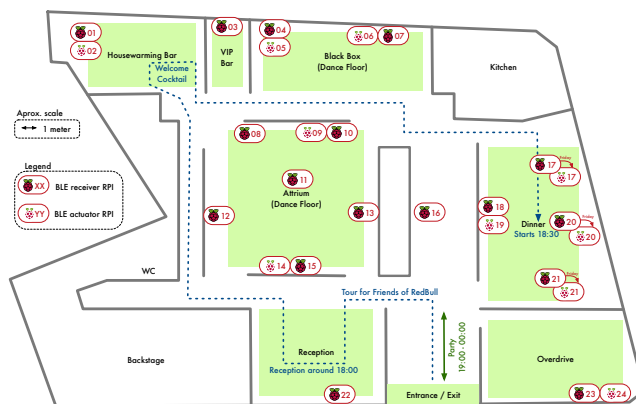 01
02
Housewarming Bar
Welcome
Cocktail
03
VIP
Bar
04
05
06
07
Black Box
(Dance Floor)
Kitchen
Aprox. scale
1 meter
Legend
XX BLE receiver RPI
YY BLE actuator RPI
08
09
10
11
Attrium
(Dance Floor)
12
13
14
15
16
Friday
17
17
18
19
Dinner
Starts 18:30
Friday
20
20
Friday
21
21
WC
Tour for Friends of RedBull
Backstage
Reception
Reception around 18:00
22
Party
19:00 - 00:00
Entrance / Exit
Overdrive
23
24